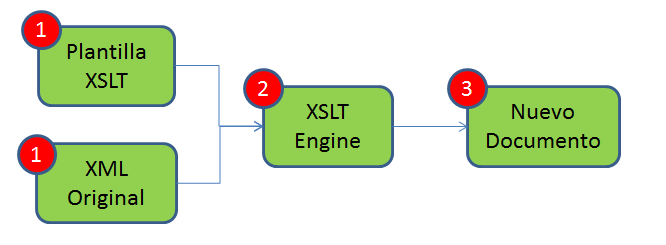 1
Plantilla
XSLT
1
XML
Original
2
XSLT
Engine
3
Nuevo
Documento